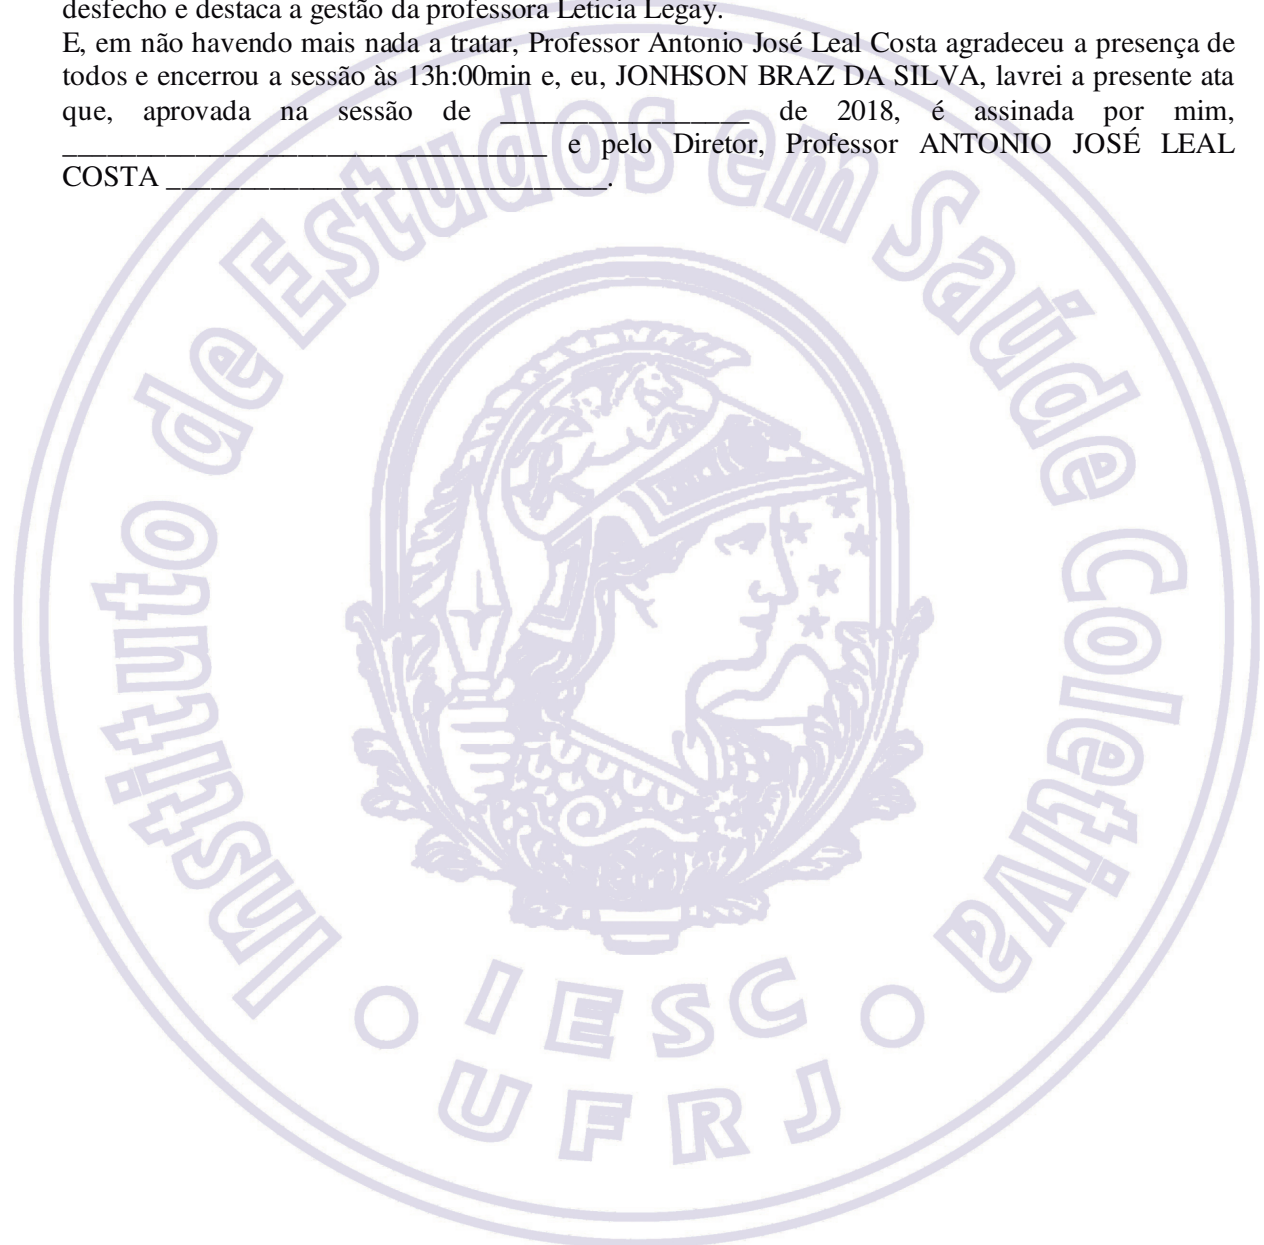 desfecho e destaca a gestão da professora Letícia Legay.
E, em não havendo mais nada a tratar, Professor Antonio José Leal Costa agradeceu a presença de
todos e encerrou a sessão às 13h:00min e, eu, JONHSON BRAZ DA SILVA, lavrei a presente ata
que, aprovada na sessão de _________________ de 2018, é assinada por mim,
_________________________________ e pelo Diretor, Professor ANTONIO JOSÉ LEAL
COSTA ______________________________.
Instituto de Estudos em Saúde Coletiva
IESC
UFRJ